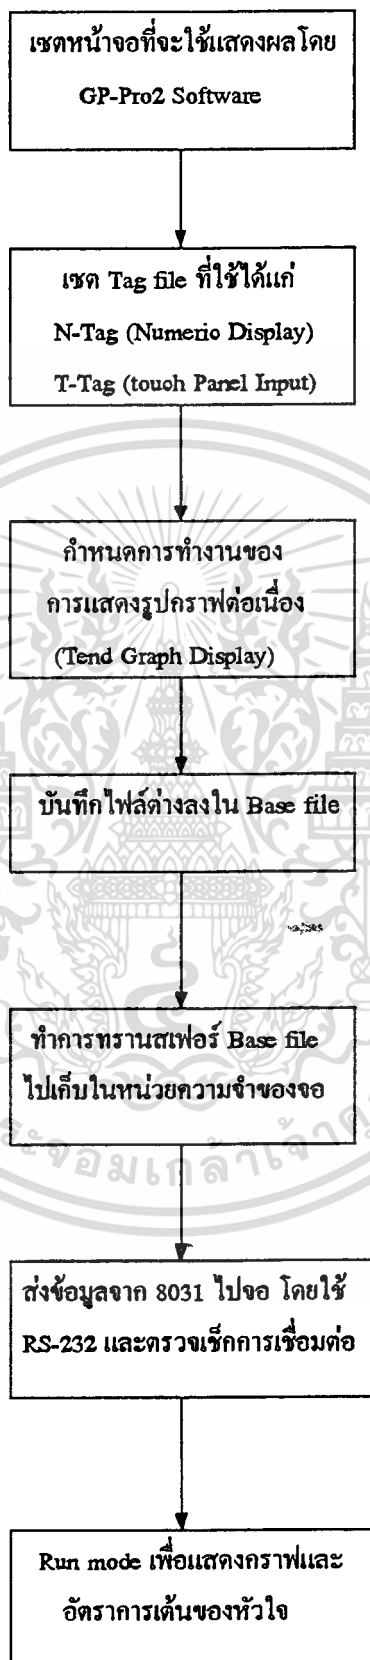 เซตหน้าจอที่จะใช้แสดงผลโดย
GP-Pro2 Software
เซต Tag file ที่ใช้ได้แก่
N-Tag (Numeric Display)
T-Tag (touch Panel Input)
กำหนดการทำงานของ
การแสดงรูปกราฟต่อเนื่อง
(Tend Graph Display)
บันทึกไฟล์ต่างลงใน Base file
ทำการทรานสเฟอร์ Base file
ไปเก็บในหน่วยความจำของจอ
ส่งข้อมูลจาก 8031 ไปจอ โดยใช้
RS-232 และตรวจเช็กการเชื่อมต่อ
Run mode เพื่อแสดงกราฟและ
อัตราการเต้นของหัวใจ